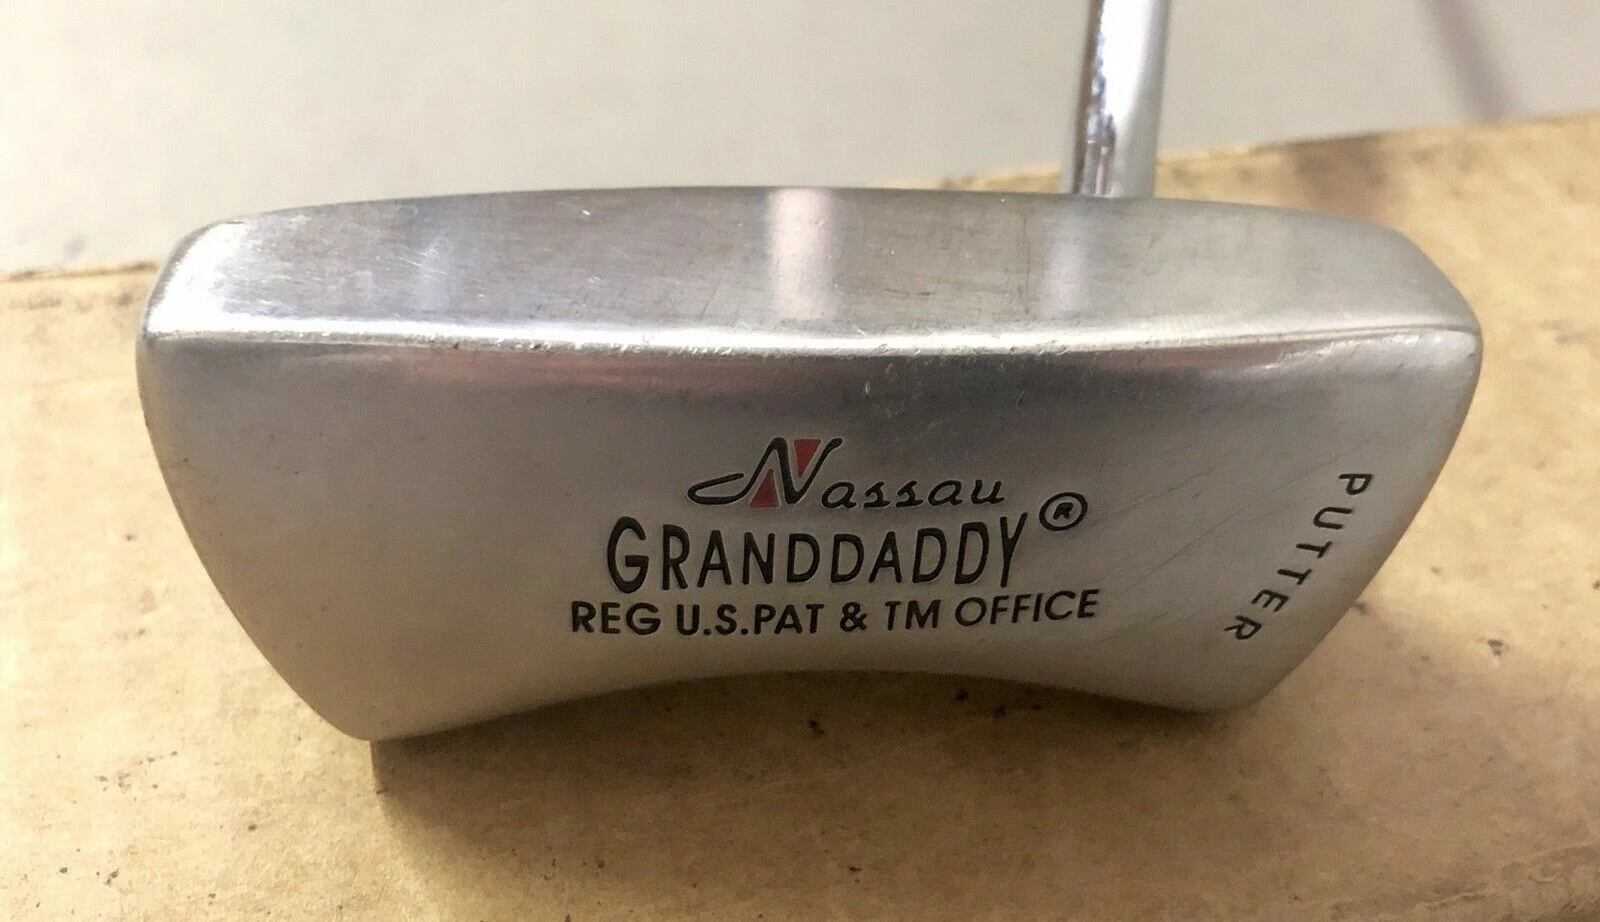 Nassau
GRANDDADDY®
REG U.S.PAT & TM OFFICE
PUTTER